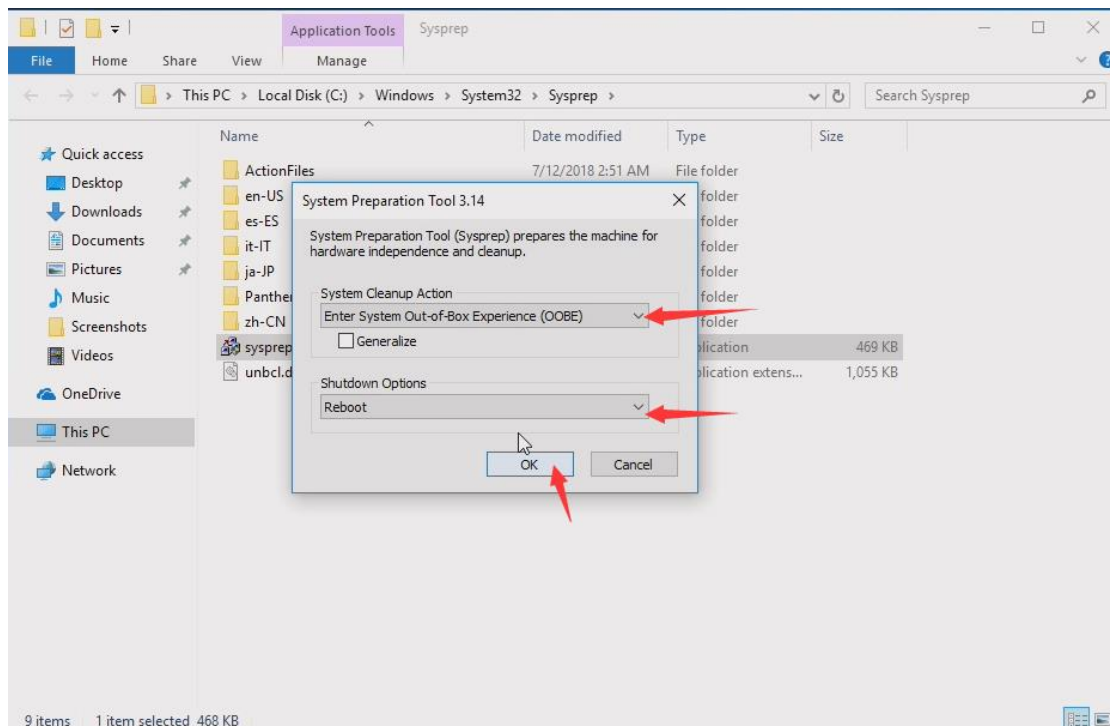 Application Tools Sysprep
File Home Share View Manage
This PC > Local Disk (C:) > Windows > System32 > Sysprep >
Search Sysprep
Name Date modified Type Size
Quick access
Desktop
Downloads
Documents
Pictures
Music
Screenshots
Videos
OneDrive
This PC
Network
ActionFiles 7/12/2018 2:51 AM File folder
en-US folder
es-ES folder
it-IT folder
ja-JP folder
folder
zh-CN folder
sysprep 469 KB
unbcl.d 1,055 KB
System Preparation Tool 3.14
System Preparation Tool (Sysprep) prepares the machine for
hardware independence and cleanup.
System Cleanup Action
Enter System Out-of-Box Experience (OOBE)
Generalize
Shutdown Options
Reboot
OK Cancel
9 items 1 item selected 468 KB